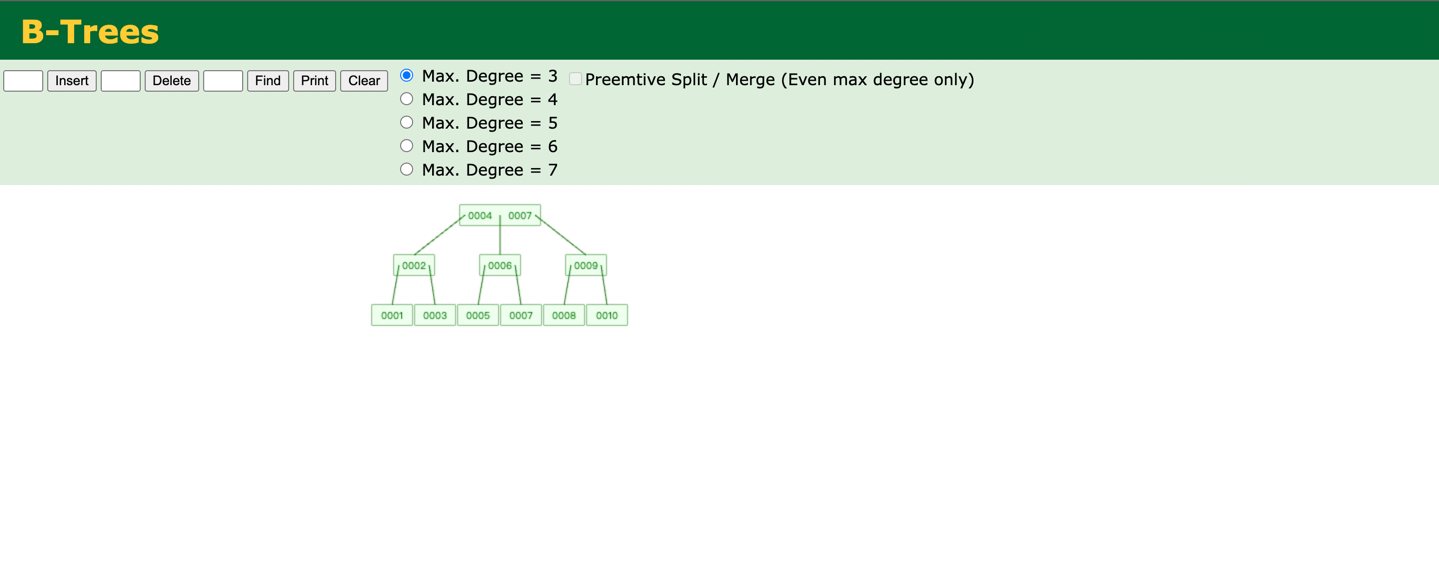 B-Trees
Insert Delete Find Print Clear
Max. Degree = 3
Max. Degree = 4
Max. Degree = 5
Max. Degree = 6
Max. Degree = 7
Preemtive Split / Merge (Even max degree only)
0004 0007
0002 0006 0009
0001 0003 0005 0007 0008 0010